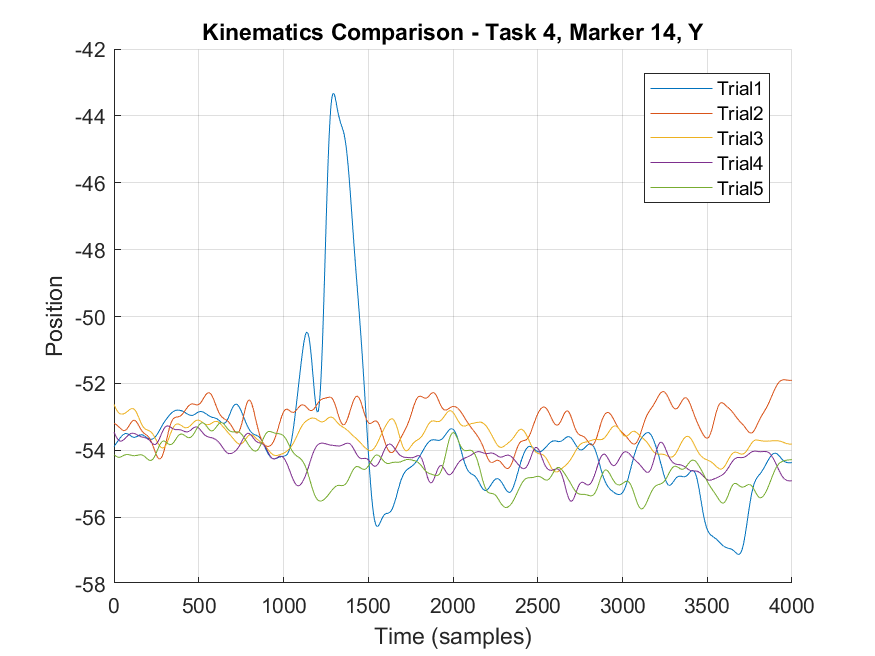 Kinematics Comparison - Task 4, Marker 14, Y
-42
-44
-46
-48
-50
-52
-54
-56
-58
Position
0 500 1000 1500 2000 2500 3000 3500 4000
Time (samples)
Trial1
Trial2
Trial3
Trial4
Trial5